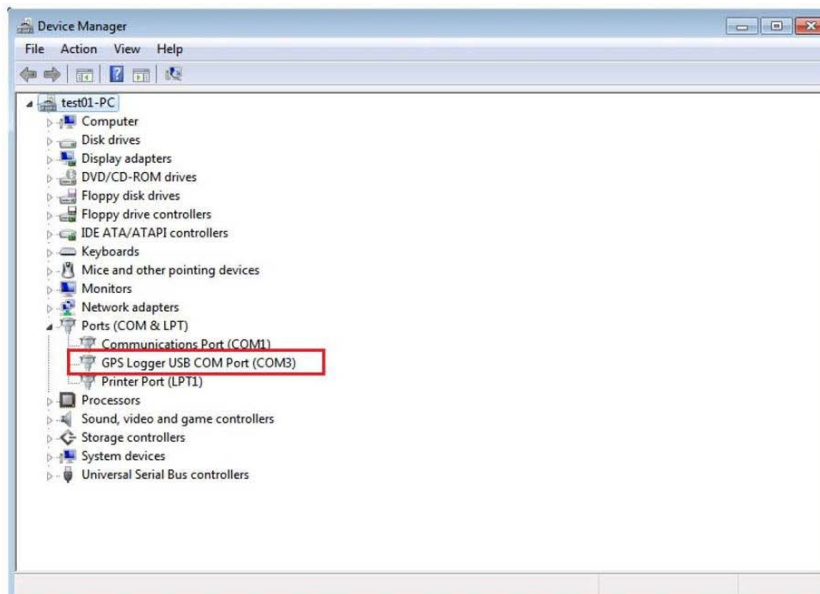 Device Manager
File Action View Help
test01-PC
Computer
Disk drives
Display adapters
DVD/CD-ROM drives
Floppy disk drives
Floppy drive controllers
IDE ATA/ATAPI controllers
Keyboards
Mice and other pointing devices
Monitors
Network adapters
Ports (COM & LPT)
Communications Port (COM1)
GPS Logger USB COM Port (COM3)
Printer Port (LPT1)
Processors
Sound, video and game controllers
Storage controllers
System devices
Universal Serial Bus controllers